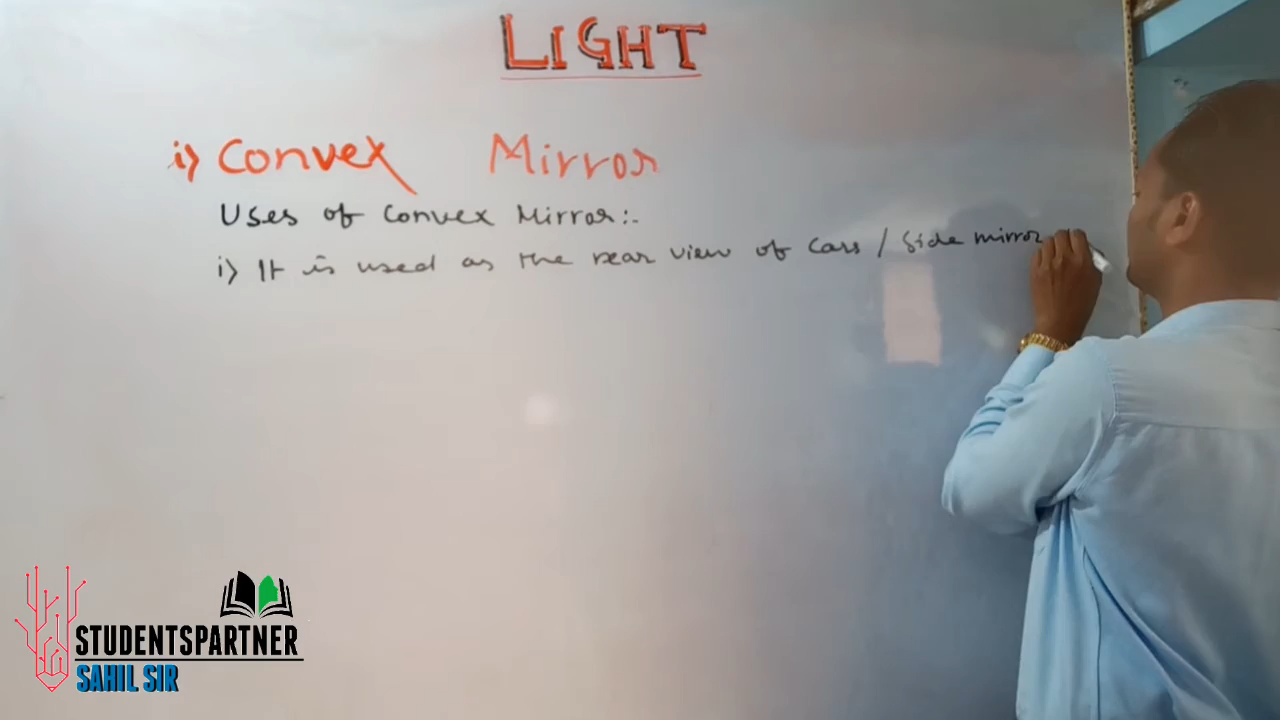 LIGHT
i) Convex Mirror
Uses of Convex Mirror:-
i) It is used as the rear view of Cars / Side mirror
STUDENTSPARTNER
SAHIL SIR